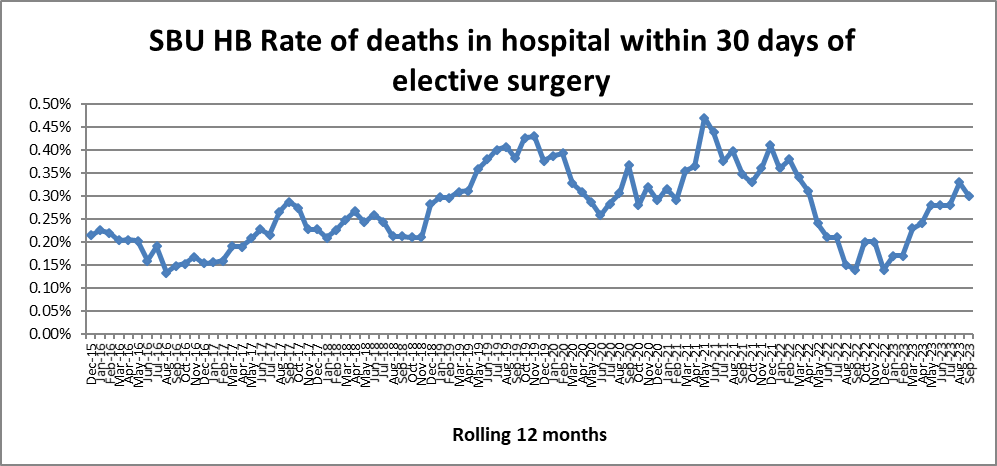 SBU HB Rate of deaths in hospital within 30 days of
elective surgery
0.50%
0.45%
0.40%
0.35%
0.30%
0.25%
0.20%
0.15%
0.10%
0.05%
0.00%
Dec-15
Jan-16
Feb-16
Mar-16
Apr-16
May-16
Jun-16
Jul-16
Aug-16
Sep-16
Oct-16
Nov-16
Dec-16
Jan-17
Feb-17
Mar-17
Apr-17
May-17
Jun-17
Jul-17
Aug-17
Sep-17
Oct-17
Nov-17
Dec-17
Jan-18
Feb-18
Mar-18
Apr-18
May-18
Jun-18
Jul-18
Aug-18
Sep-18
Oct-18
Nov-18
Dec-18
Jan-19
Feb-19
Mar-19
Apr-19
May-19
Jun-19
Jul-19
Aug-19
Sep-19
Oct-19
Nov-19
Dec-19
Jan-20
Feb-20
Mar-20
Apr-20
May-20
Jun-20
Jul-20
Aug-20
Sep-20
Oct-20
Nov-20
Dec-20
Jan-21
Feb-21
Mar-21
Apr-21
May-21
Jun-21
Jul-21
Aug-21
Sep-21
Oct-21
Nov-21
Dec-21
Jan-22
Feb-22
Mar-22
Apr-22
May-22
Jun-22
Jul-22
Aug-22
Sep-22
Oct-22
Nov-22
Dec-22
Jan-23
Feb-23
Mar-23
Apr-23
May-23
Jun-23
Jul-23
Aug-23
Sep-23
Rolling 12 months